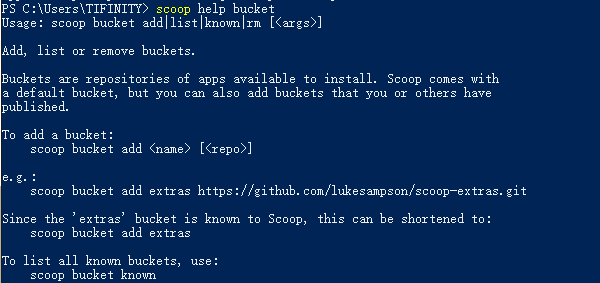 PS C:\Users\TIFINITY> scoop help bucket
Usage: scoop bucket add|list|known|rm [<args>]
Add, list or remove buckets.
Buckets are repositories of apps available to install. Scoop comes with
a default bucket, but you can also add buckets that you or others have
published.
To add a bucket:
    scoop bucket add <name> [<repo>]
e.g.:
    scoop bucket add extras https://github.com/lukesampson/scoop-extras.git
Since the 'extras' bucket is known to Scoop, this can be shortened to:
    scoop bucket add extras
To list all known buckets, use:
    scoop bucket known